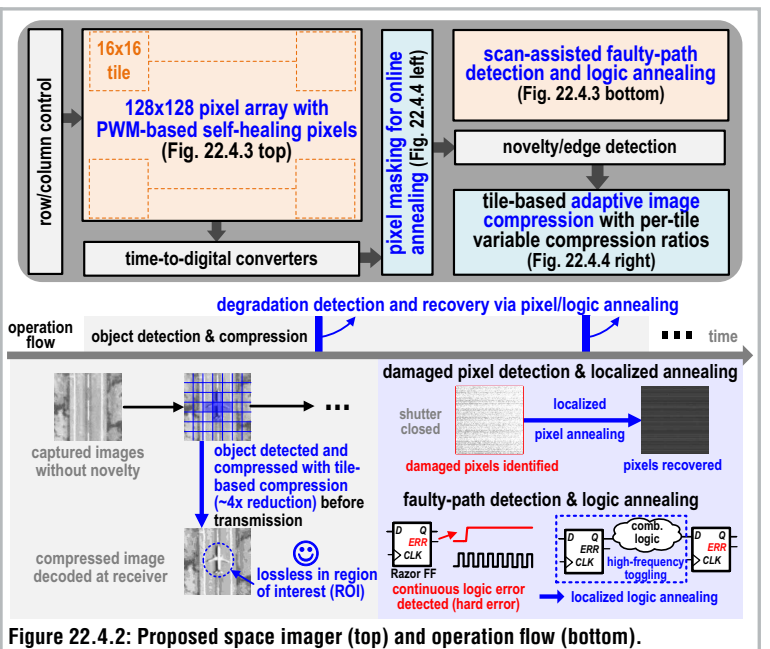 row/column control
16x16
tile
128x128 pixel array with
PWM-based self-healing pixels
(Fig. 22.4.3 top)
time-to-digital converters
pixel masking for online
annealing (Fig. 22.4.4 left)
scan-assisted faulty-path
detection and logic annealing
(Fig. 22.4.3 bottom)
novelty/edge detection
tile-based adaptive image
compression with per-tile
variable compression ratios
(Fig. 22.4.4 right)
degradation detection and recovery via pixel/logic annealing
operation
flow
object detection & compression
... time
captured images
without novelty
...
object detected and
compressed with tile-
based compression
(~4x reduction) before
transmission
compressed image
decoded at receiver
lossless in region
of interest (ROI)
damaged pixel detection & localized annealing
shutter
closed
localized
pixel annealing
damaged pixels identified
pixels recovered
faulty-path detection & logic annealing
D Q
ERR
CLK
Razor FF
continuous logic error
detected (hard error)
D Q
ERR
CLK
comb.
logic
high-frequency
toggling
D Q
ERR
CLK
localized logic annealing
Figure 22.4.2: Proposed space imager (top) and operation flow (bottom).